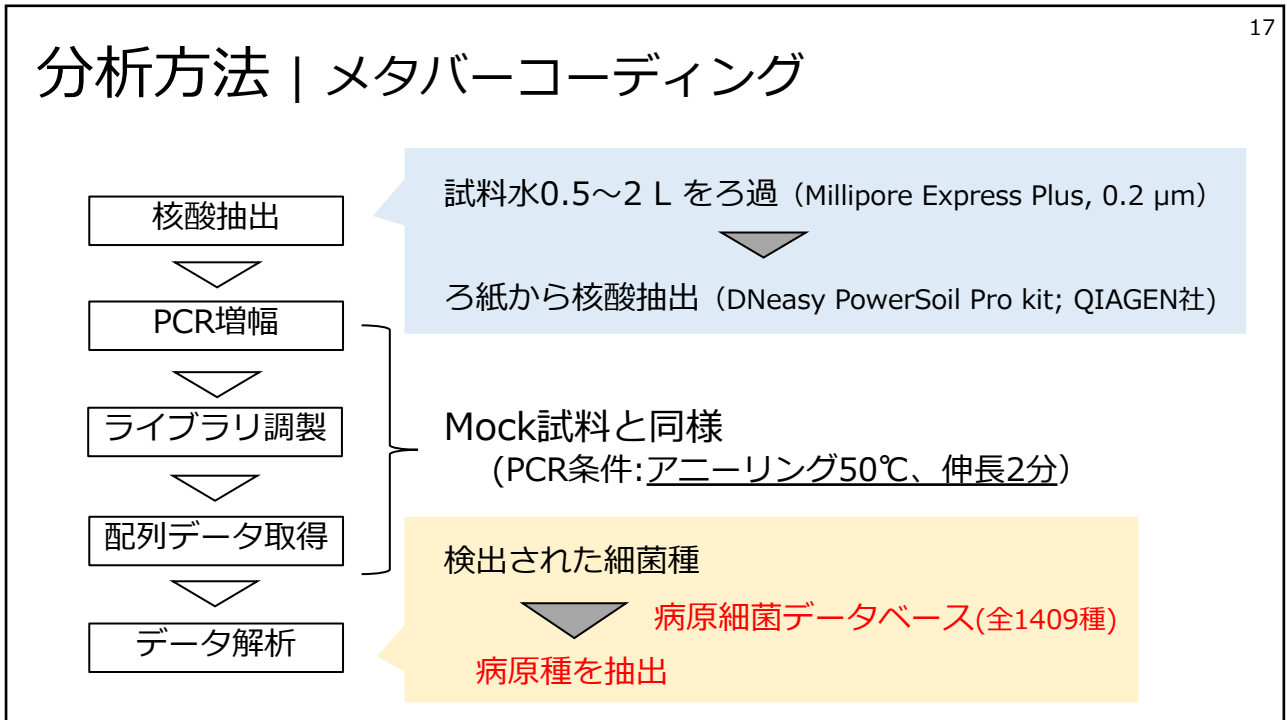 17
分析方法 | メタバーコーディング
核酸抽出
PCR増幅
ライブラリ調製
配列データ取得
データ解析
試料水0.5～2 L をろ過（Millipore Express Plus, 0.2 μm）
ろ紙から核酸抽出（DNeasy PowerSoil Pro kit; QIAGEN社)
Mock試料と同様
(PCR条件:アニーリング50℃、伸長2分）
検出された細菌種
病原細菌データベース(全1409種)
病原種を抽出